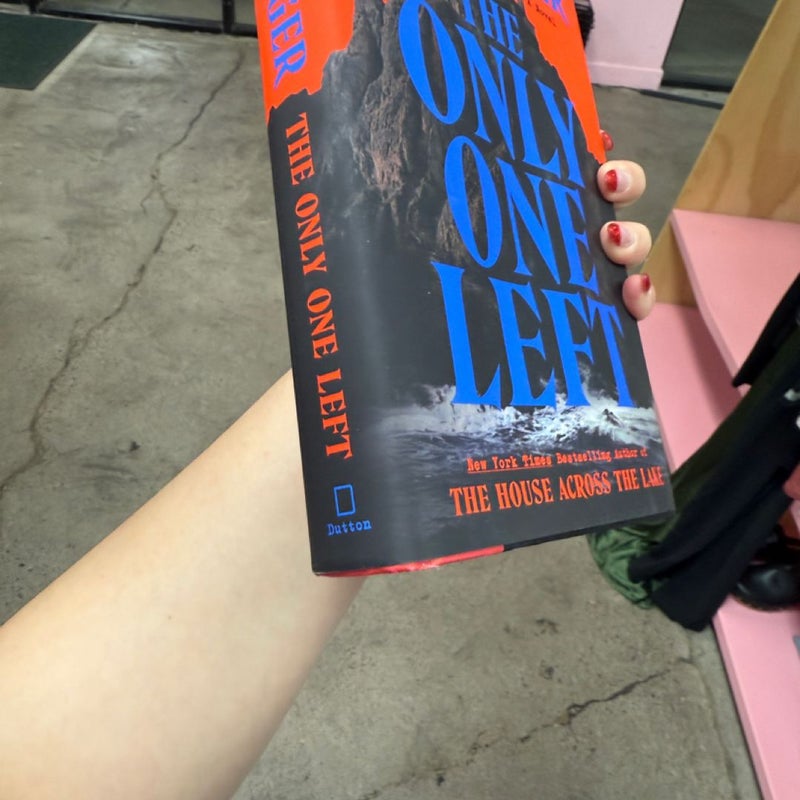 GER
THE ONLY ONE LEFT
Dutton
THE
ONLY
ONE
LEFT
New York Times Bestselling Author of
THE HOUSE ACROSS THE LAKE